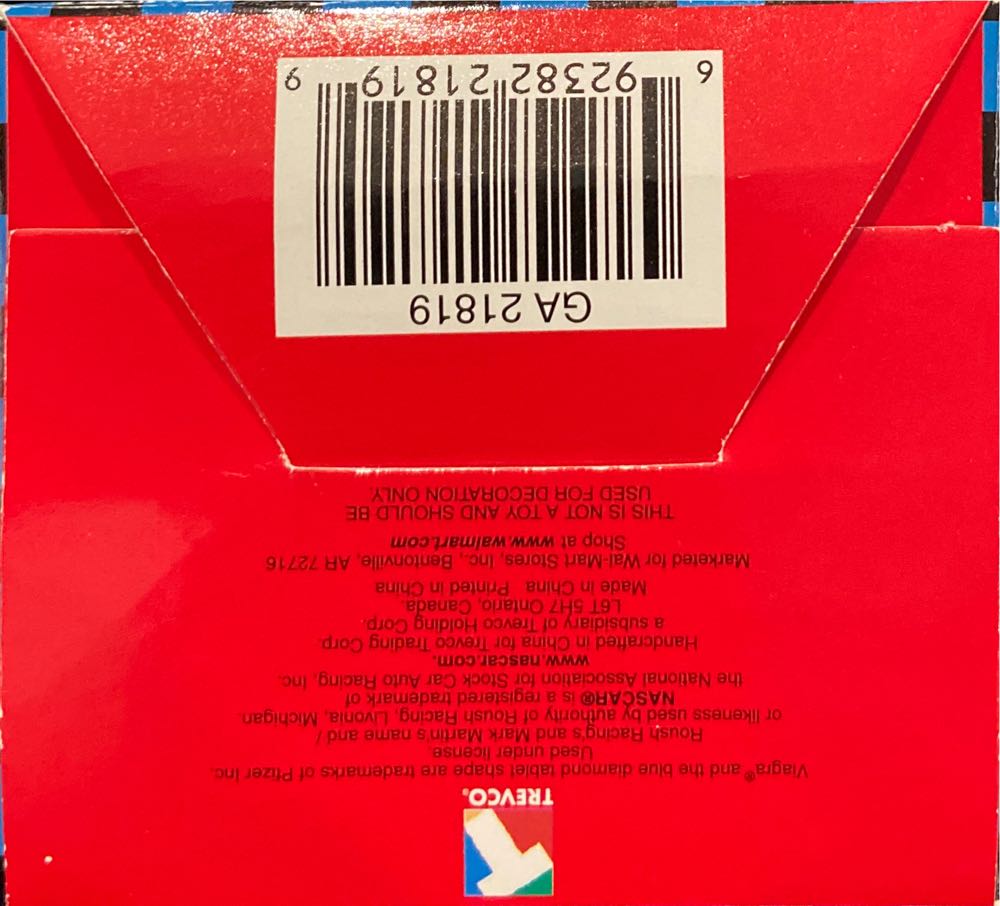 TREVCO®
Viagra® and the blue diamond tablet shape are trademarks of Pfizer Inc.
Used under license.
Roush Racing's and Mark Martin's name and /
or likeness used by authority of Roush Racing, Livonia, Michigan
NASCAR® is a registered trademark of
the National Association for Stock Car Auto Racing, Inc.
www.nascar.com.
Handcrafted in China for Trevco Trading Corp.
a subsidiary of Trevco Holding Corp.
L6T 5H7 Ontario, Canada.
Made in China Printed in China
Marketed for Wal-Mart Stores, Inc., Bentonville, AR 72716
Shop at www.walmart.com
THIS IS NOT A TOY AND SHOULD BE
USED FOR DECORATION ONLY.
GA 21819
6 92382 21819 9